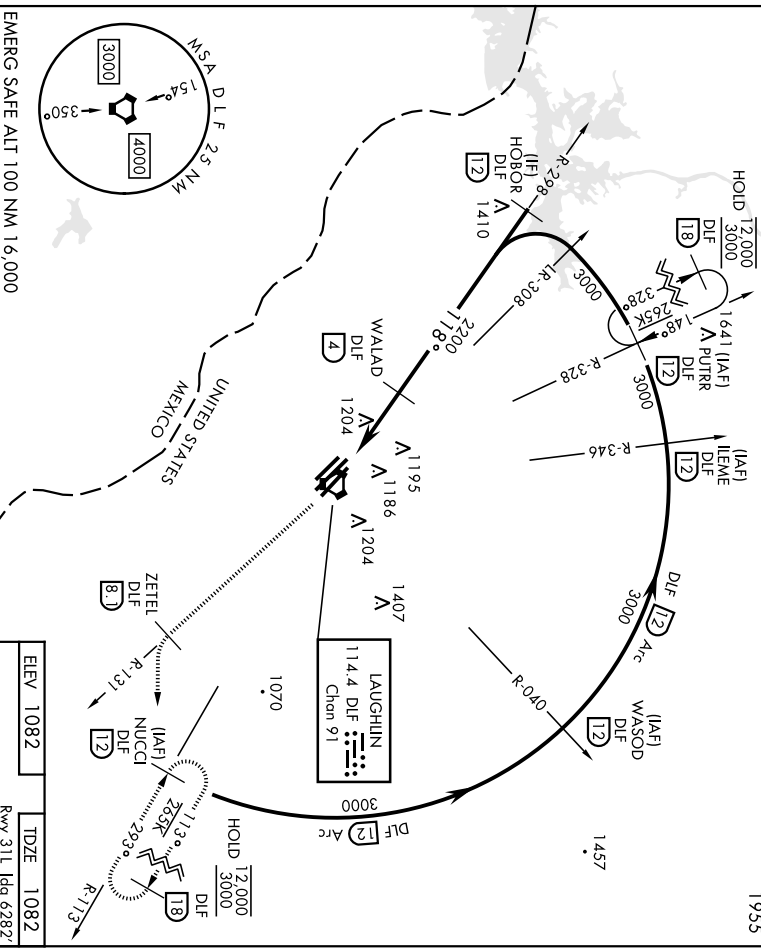 1955
HOLD
12,000
3000
DLF
18
1641
(IAF)
PUTRR
DLF
12
(IAF)
ILEME
DLF
12
328°
265K
148°
R-328
R-346
3000
3000
(IF)
HOBOR
DLF
12
R-298
1410
LR-308
2200
118°
WALAD
DLF
4
1204
1195
1186
1204
1407
DLF 12 Arc
3000
(IAF)
WASOD
DLF
12
R-040
1457
LAUGHLIN
114.4 DLF
Chan 91
1070
3000
DLF 12 Arc
ZETEL
DLF
8.1
R-131
(IAF)
NUCCI
DLF
12
HOLD
12,000
3000
DLF
18
113°
265K
293°
R-113
UNITED STATES
MEXICO
MSA DLF 25 NM
3000
4000
154°
350°
EMERG SAFE ALT 100 NM 16,000
ELEV 1082
TDZE 1082
Rwy 31L ldg 6282'